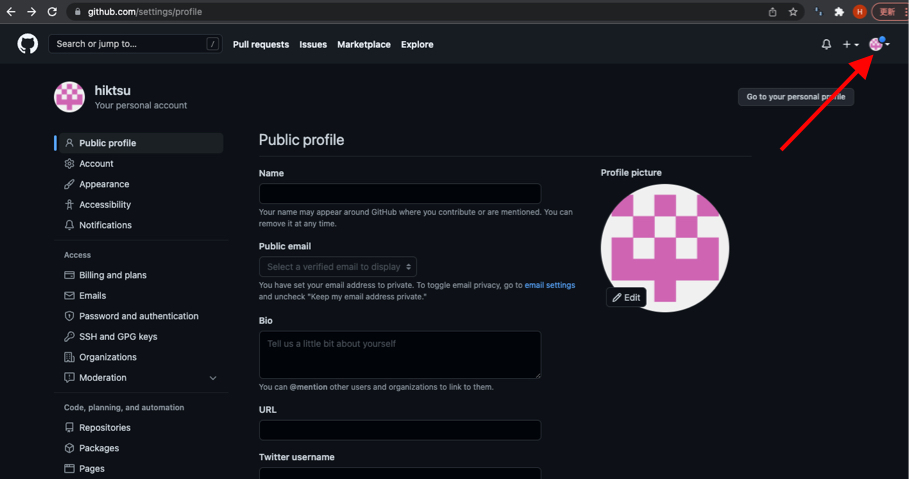 github.com/settings/profile
H
更新
Search or jump to...
/
Pull requests
Issues
Marketplace
Explore
hiktsu
Your personal account
Go to your personal profile
Public profile
Account
Appearance
Accessibility
Notifications
Access
Billing and plans
Emails
Password and authentication
SSH and GPG keys
Organizations
Moderation
Code, planning, and automation
Repositories
Packages
Pages
Public profile
Name
Your name may appear around GitHub where you contribute or are mentioned. You can
remove it at any time.
Public email
Select a verified email to display
You have set your email address to private. To toggle email privacy, go to email settings
and uncheck "Keep my email address private."
Bio
Tell us a little bit about yourself
You can @mention other users and organizations to link to them.
URL
Twitter username
Profile picture
Edit